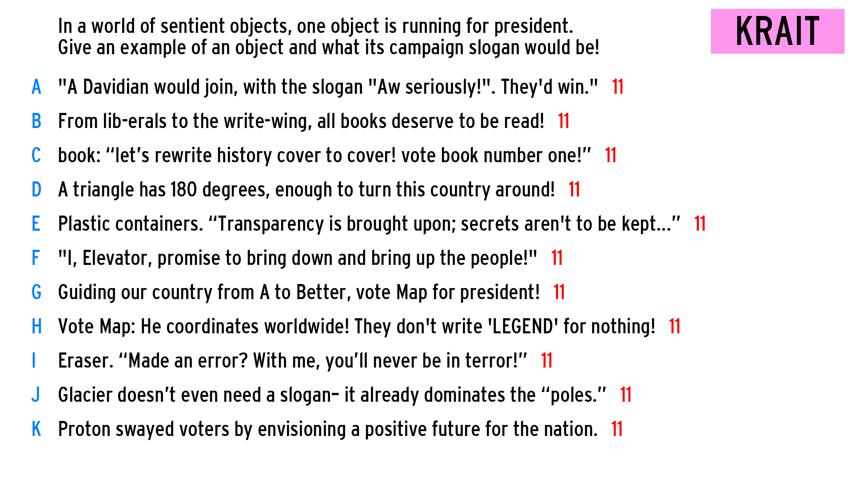 In a world of sentient objects, one object is running for president.
Give an example of an object and what its campaign slogan would be!
KRAIT
A "A Davidian would join, with the slogan "Aw seriously!". They'd win." 11
B From lib-erals to the write-wing, all books deserve to be read! 11
C book: “let’s rewrite history cover to cover! vote book number one!” 11
D A triangle has 180 degrees, enough to turn this country around! 11
E Plastic containers. “Transparency is brought upon; secrets aren't to be kept...” 11
F "I, Elevator, promise to bring down and bring up the people!" 11
G Guiding our country from A to Better, vote Map for president! 11
H Vote Map: He coordinates worldwide! They don't write 'LEGEND' for nothing! 11
I Eraser. “Made an error? With me, you’ll never be in terror!” 11
J Glacier doesn’t even need a slogan– it already dominates the “poles.” 11
K Proton swayed voters by envisioning a positive future for the nation. 11